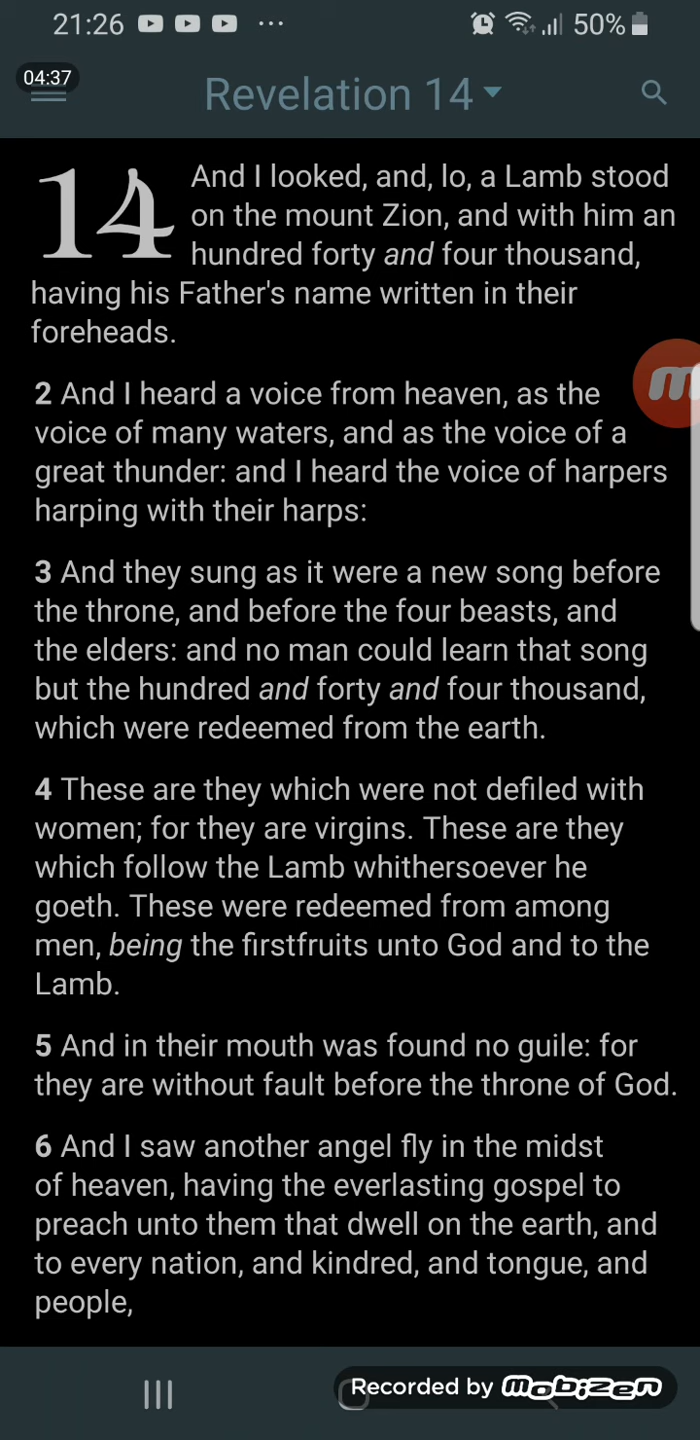 21:26 ... 50%
04:37
Revelation 14
14 And I looked, and, lo, a Lamb stood
on the mount Zion, and with him an
hundred forty and four thousand,
having his Father's name written in their
foreheads.
2 And I heard a voice from heaven, as the
voice of many waters, and as the voice of a
great thunder: and I heard the voice of harpers
harping with their harps:
3 And they sung as it were a new song before
the throne, and before the four beasts, and
the elders: and no man could learn that song
but the hundred and forty and four thousand,
which were redeemed from the earth.
4 These are they which were not defiled with
women; for they are virgins. These are they
which follow the Lamb whithersoever he
goeth. These were redeemed from among
men, being the firstfruits unto God and to the
Lamb.
5 And in their mouth was found no guile: for
they are without fault before the throne of God.
6 And I saw another angel fly in the midst
of heaven, having the everlasting gospel to
preach unto them that dwell on the earth, and
to every nation, and kindred, and tongue, and
people,
Recorded by mobizen